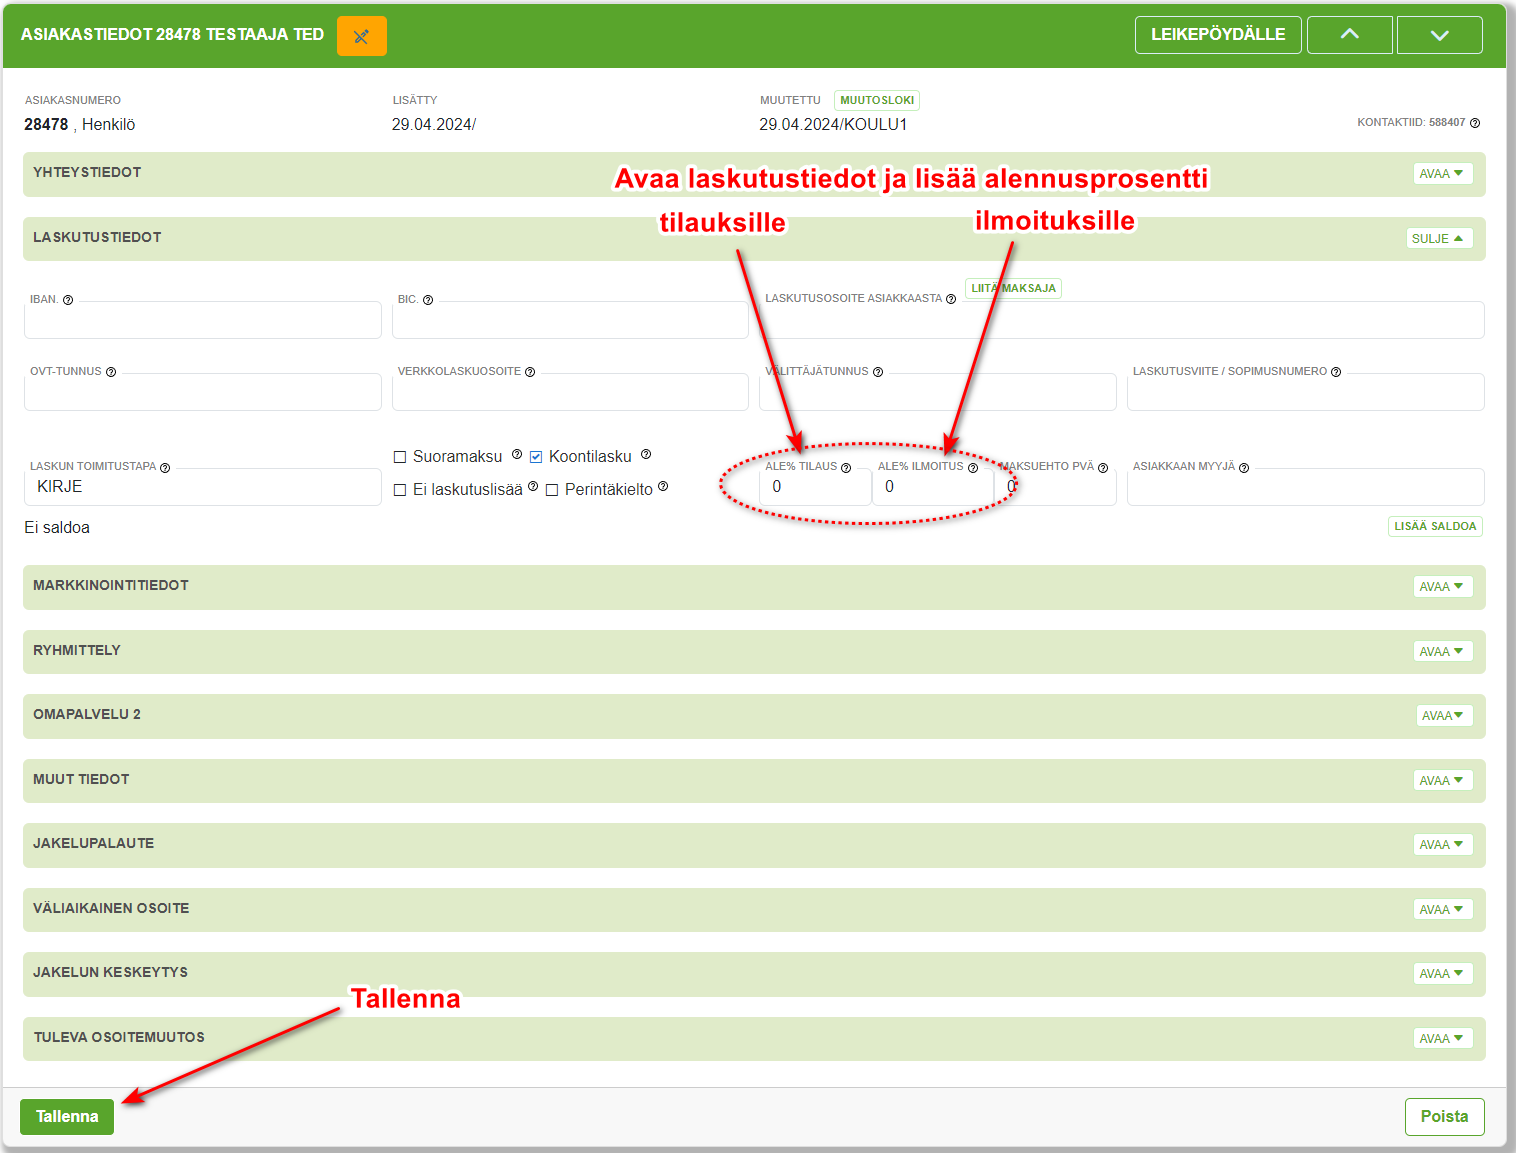 ASIAKASTIEDOT 28478 TESTAAJA TED
LEIKEPÖYDÄLLE
ASIAKASNUMERO
28478 , Henkilö
LISÄTTY
29.04.2024/
MUUTETTU MUUTOSLOKI
29.04.2024/KOULU1
KONTAKTIID: 588407
YHTEYSTIEDOT
AVAA
Avaa laskutustiedot ja lisää alennusprosentti
tilauksille
ilmoituksille
LASKUTUSTIEDOT
SULJE
IBAN.
BIC.
LASKUTUSOSOITE ASIAKKAASTA
LIITÄ MAKSAJA
OVT-TUNNUS
VERKKOLASKUOSOITE
VÄLITTÄJÄTUNNUS
LASKUTUSVIITE / SOPIMUSNUMERO
LASKUN TOIMITUSTAPA
KIRJE
Suoramaksu
Koontilasku
Ei laskutuslisää
Perintäkielto
ALE% TILAUS
0
ALE% ILMOITUS
0
MAKSUEHTO PVÄ
0
ASIAKKAAN MYYJÄ
Ei saldoa
LISÄÄ SALDOA
MARKKINOINTITIEDOT
AVAA
RYHMITTELY
AVAA
OMAPALVELU 2
AVAA
MUUT TIEDOT
AVAA
JAKELUPALAUTE
AVAA
VÄLIAIKAINEN OSOITE
AVAA
JAKELUN KESKEYTYS
AVAA
Tallenna
TULEVA OSOITEMUUTOS
AVAA
Tallenna
Poista